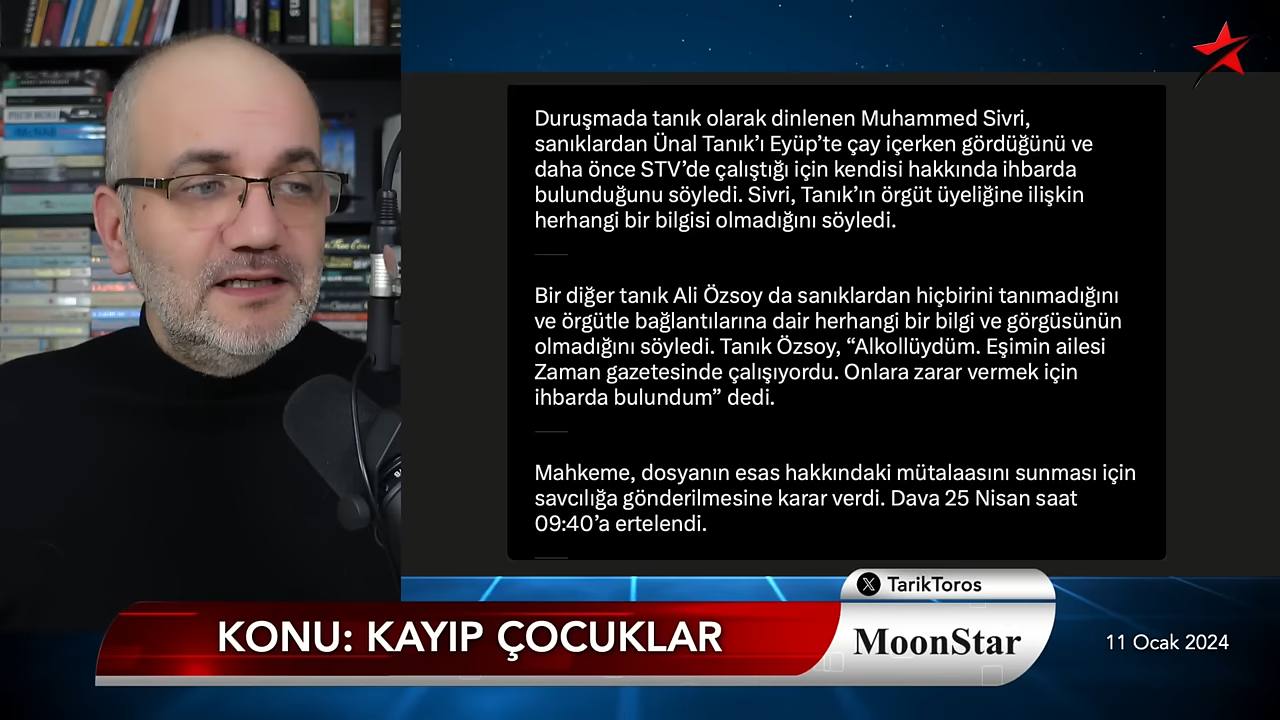 Duruşmada tanık olarak dinlenen Muhammed Sivri,
sanıklardan Ünal Tanık’ı Eyüp’te çay içerken gördüğünü ve
daha önce STV’de çalıştığı için kendisi hakkında ihbarda
bulunduğunu söyledi. Sivri, Tanık’ın örgüt üyeliğine ilişkin
herhangi bir bilgisi olmadığını söyledi.
Bir diğer tanık Ali Özsoy da sanıklardan hiçbirini tanımadığını
ve örgütle bağlantılarına dair herhangi bir bilgi ve görgüsünün
olmadığını söyledi. Tanık Özsoy, “Alkollüydüm. Eşimin ailesi
Zaman gazetesinde çalışıyordu. Onlara zarar vermek için
ihbarda bulundum” dedi.
Mahkeme, dosyanın esas hakkındaki mütalaasını sunması için
savcılığa gönderilmesine karar verdi. Dava 25 Nisan saat
09:40’a ertelendi.
TarikToros
KONU: KAYIP ÇOCUKLAR
MoonStar
11 Ocak 2024